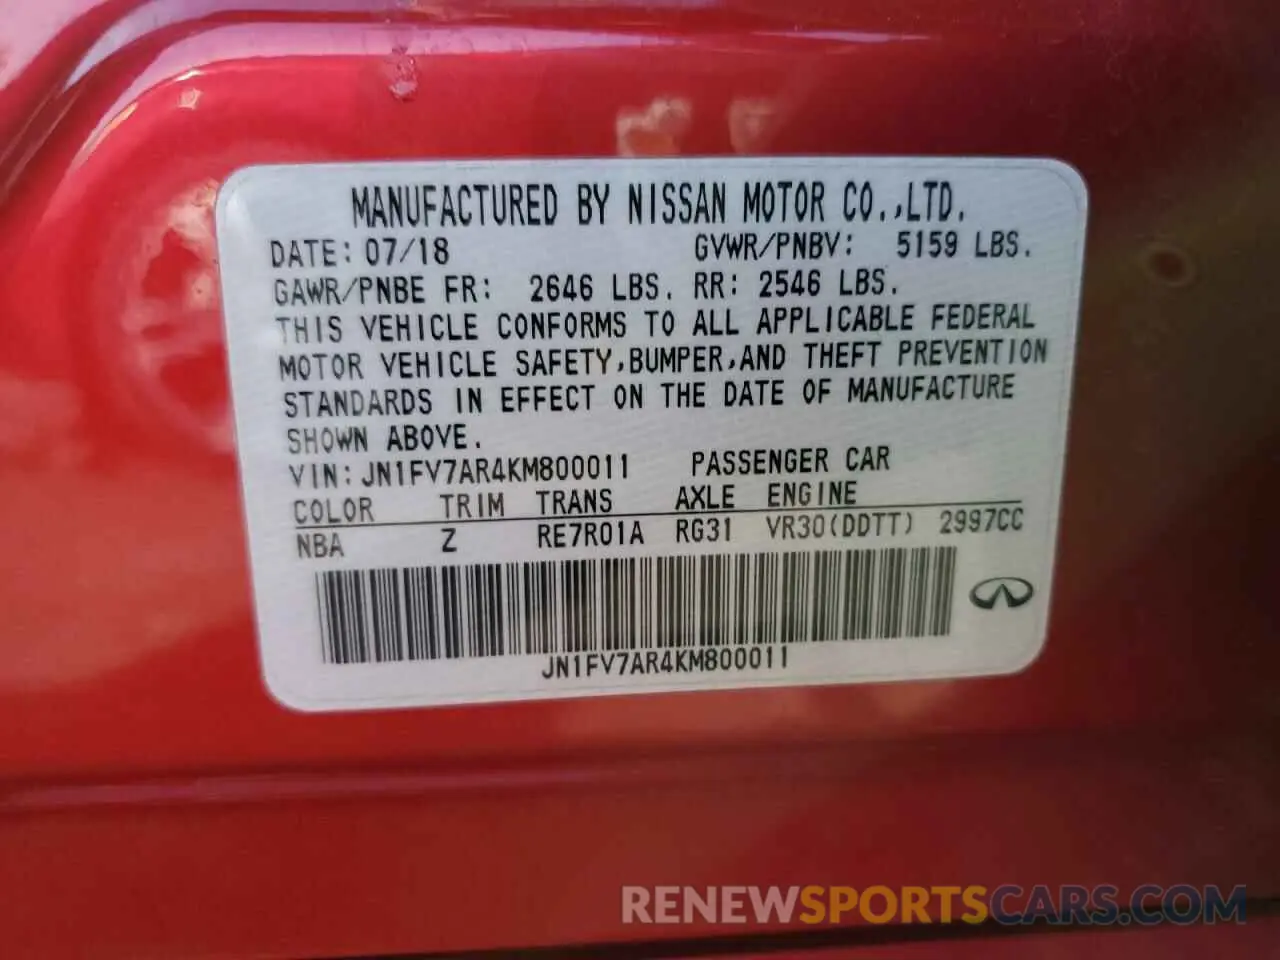 MANUFACTURED BY NISSAN MOTOR CO.,LTD.
DATE: 07/18 GVWR/PNBV: 5159 LBS.
GAWR/PNBE FR: 2646 LBS. RR: 2546 LBS.
THIS VEHICLE CONFORMS TO ALL APPLICABLE FEDERAL
MOTOR VEHICLE SAFETY,BUMPER,AND THEFT PREVENTION
STANDARDS IN EFFECT ON THE DATE OF MANUFACTURE
SHOWN ABOVE.
VIN: JN1FV7AR4KM800011 PASSENGER CAR
COLOR TRIM TRANS AXLE ENGINE
NBA Z RE7R01A RG31 VR30(DDTT) 2997CC
JN1FV7AR4KM800011
RENEWSPORTSCARS.COM